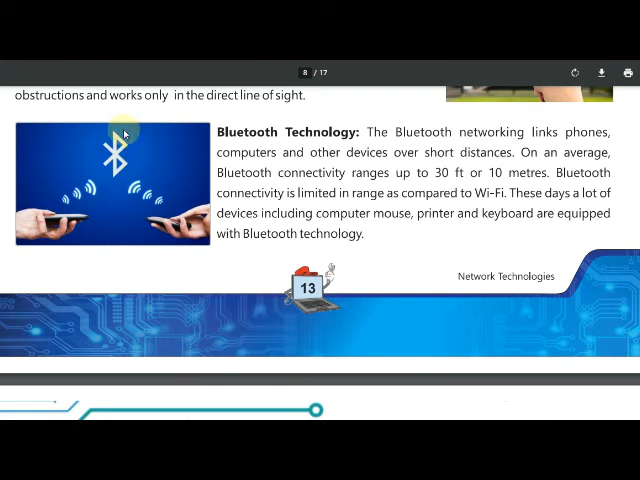 8 / 17
obstructions and works only in the direct line of sight.
Bluetooth Technology: The Bluetooth networking links phones,
computers and other devices over short distances. On an average,
Bluetooth connectivity ranges up to 30 ft or 10 metres. Bluetooth
connectivity is limited in range as compared to Wi-Fi. These days a lot of
devices including computer mouse, printer and keyboard are equipped
with Bluetooth technology.
13
Network Technologies